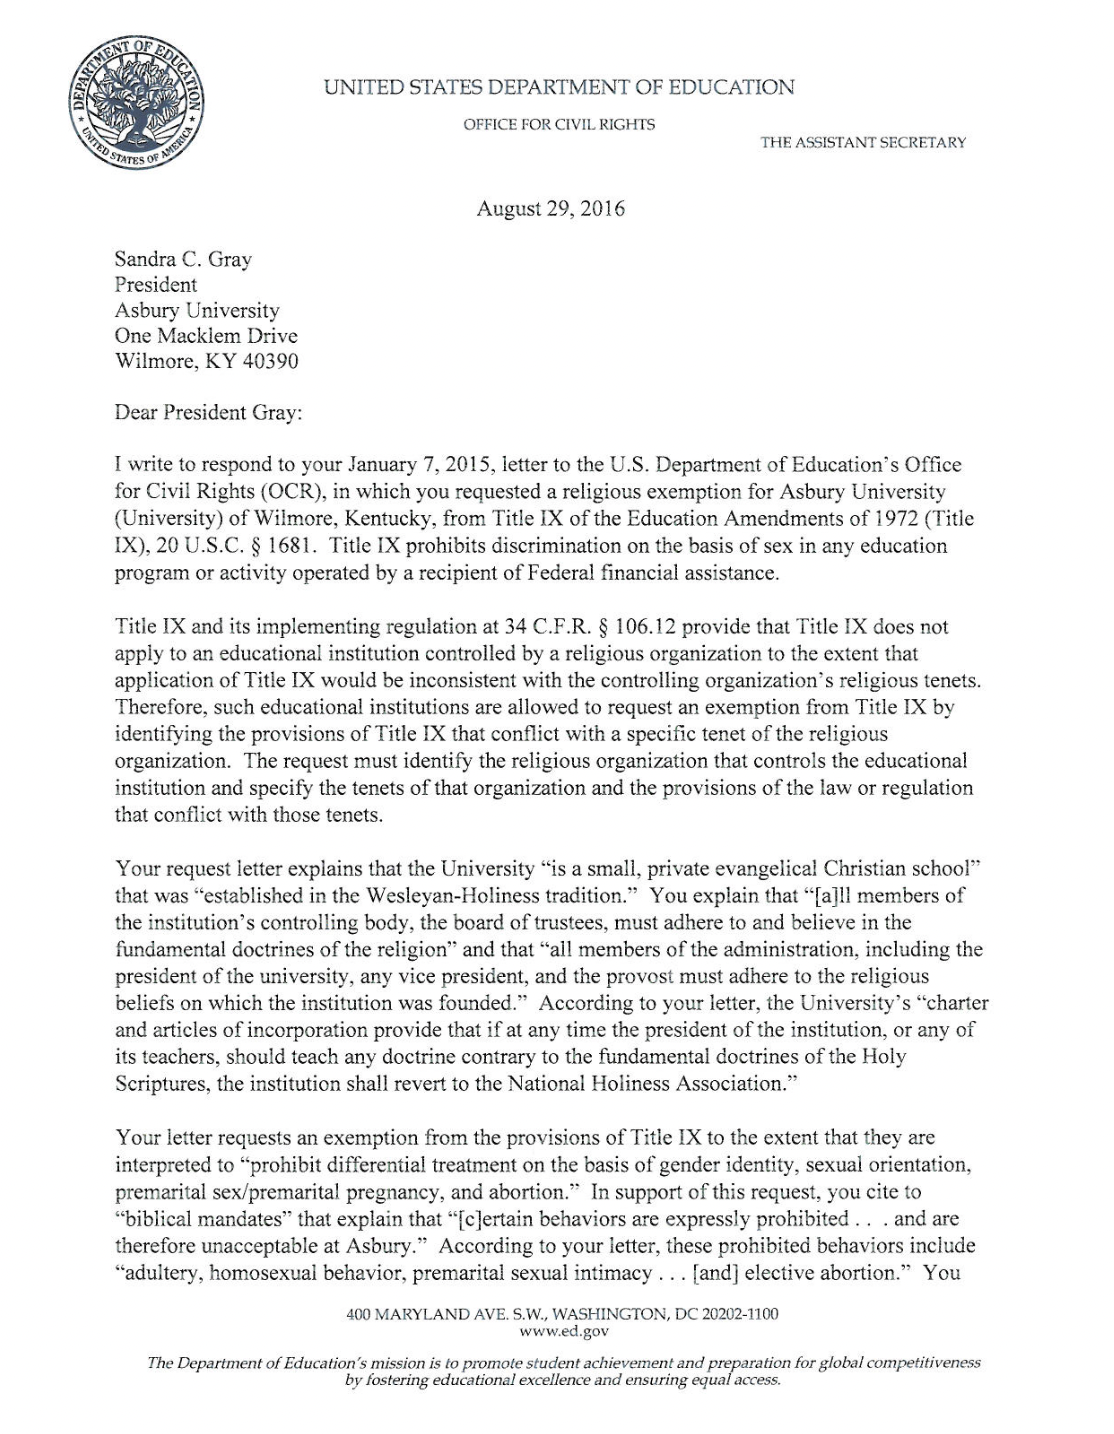 DEPARTMENT OF EDUCATION
UNITED STATES OF AMERICA
UNITED STATES DEPARTMENT OF EDUCATION
OFFICE FOR CIVIL RIGHTS
THE ASSISTANT SECRETARY
August 29, 2016
Sandra C. Gray
President
Asbury University
One Macklem Drive
Wilmore, KY 40390
Dear President Gray:
I write to respond to your January 7, 2015, letter to the U.S. Department of Education's Office
for Civil Rights (OCR), in which you requested a religious exemption for Asbury University
(University) of Wilmore, Kentucky, from Title IX of the Education Amendments of 1972 (Title
IX), 20 U.S.C. § 1681. Title IX prohibits discrimination on the basis of sex in any education
program or activity operated by a recipient of Federal financial assistance.
Title IX and its implementing regulation at 34 C.F.R. § 106.12 provide that Title IX does not
apply to an educational institution controlled by a religious organization to the extent that
application of Title IX would be inconsistent with the controlling organization's religious tenets.
Therefore, such educational institutions are allowed to request an exemption from Title IX by
identifying the provisions of Title IX that conflict with a specific tenet of the religious
organization. The request must identify the religious organization that controls the educational
institution and specify the tenets of that organization and the provisions of the law or regulation
that conflict with those tenets.
Your request letter explains that the University “is a small, private evangelical Christian school”
that was “established in the Wesleyan-Holiness tradition.” You explain that “[a]ll members of
the institution's controlling body, the board of trustees, must adhere to and believe in the
fundamental doctrines of the religion” and that “all members of the administration, including the
president of the university, any vice president, and the provost must adhere to the religious
beliefs on which the institution was founded.” According to your letter, the University's “charter
and articles of incorporation provide that if at any time the president of the institution, or any of
its teachers, should teach any doctrine contrary to the fundamental doctrines of the Holy
Scriptures, the institution shall revert to the National Holiness Association.”
Your letter requests an exemption from the provisions of Title IX to the extent that they are
interpreted to “prohibit differential treatment on the basis of gender identity, sexual orientation,
premarital sex/premarital pregnancy, and abortion.” In support of this request, you cite to
“biblical mandates” that explain that “[c]ertain behaviors are expressly prohibited . . . and are
therefore unacceptable at Asbury.” According to your letter, these prohibited behaviors include
“adultery, homosexual behavior, premarital sexual intimacy . . . [and] elective abortion.” You
400 MARYLAND AVE. S.W., WASHINGTON, DC 20202-1100
www.ed.gov
The Department of Education's mission is to promote student achievement and preparation for global competitiveness
by fostering educational excellence and ensuring equal access.